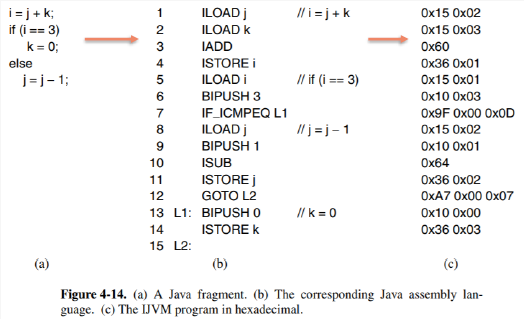 i = j + k; 1 ILOAD j // i = j + k 0x15 0x02
if (i == 3) 2 ILOAD k 0x15 0x03
k = 0; 3 IADD 0x60
else 4 ISTORE i 0x36 0x01
j = j – 1; 5 ILOAD i // if (i == 3) 0x15 0x01
6 BIPUSH 3 0x10 0x03
7 IF_ICMPEQ L1 0x9F 0x00 0x0D
8 ILOAD j // j = j – 1 0x15 0x02
9 BIPUSH 1 0x10 0x01
10 ISUB 0x64
11 ISTORE j 0x36 0x02
12 GOTO L2 0xA7 0x00 0x07
13 L1: BIPUSH 0 // k = 0 0x10 0x00
14 ISTORE k 0x36 0x03
15 L2:
(a) (b) (c)
Figure 4-14. (a) A Java fragment. (b) The corresponding Java assembly lan-
guage. (c) The IJVM program in hexadecimal.